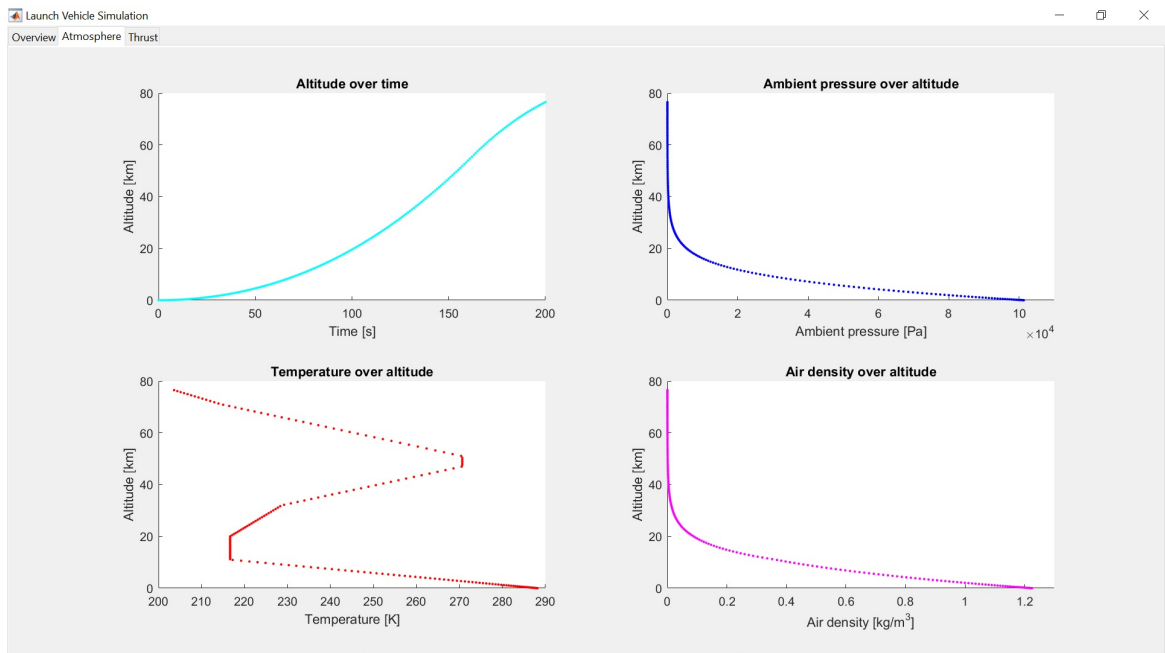 Launch Vehicle Simulation
Overview Atmosphere Thrust
Altitude over time
80
60
40
20
0
Altitude [km]
0 50 100 150 200
Time [s]
Ambient pressure over altitude
80
60
40
20
0
Altitude [km]
0 2 4 6 8 10
×10⁴
Ambient pressure [Pa]
Temperature over altitude
80
60
40
20
0
Altitude [km]
200 210 220 230 240 250 260 270 280 290
Temperature [K]
Air density over altitude
80
60
40
20
0
Altitude [km]
0 0.2 0.4 0.6 0.8 1 1.2
Air density [kg/m³]